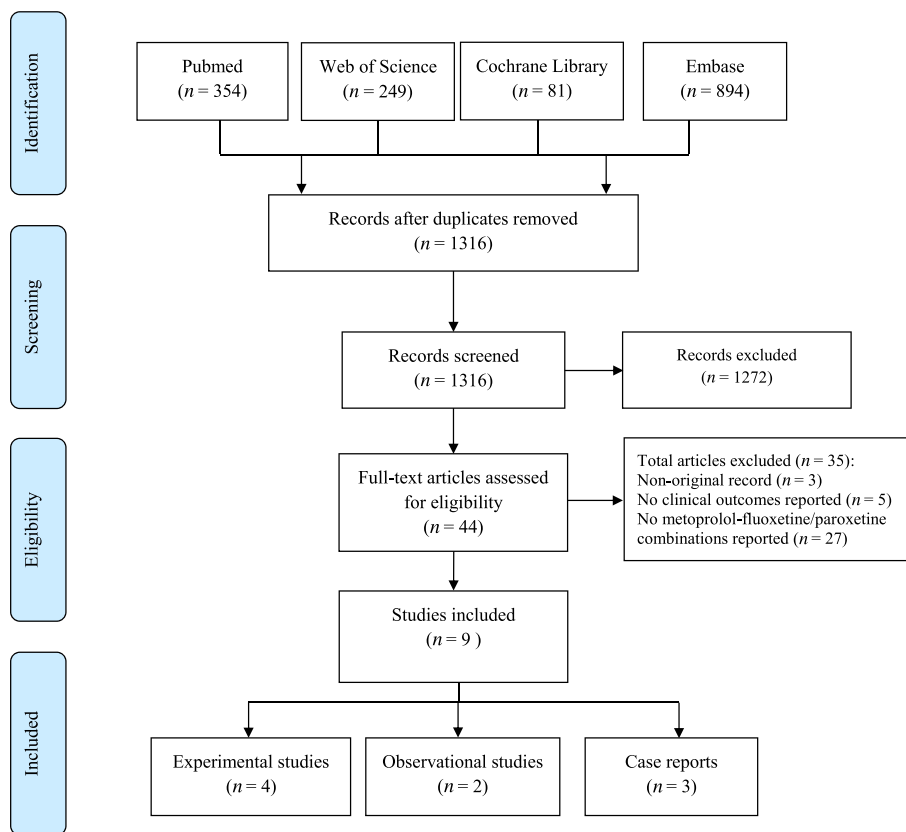 Identification
Pubmed
(n = 354)
Web of Science
(n = 249)
Cochrane Library
(n = 81)
Embase
(n = 894)
Records after duplicates removed
(n = 1316)
Screening
Records screened
(n = 1316)
Records excluded
(n = 1272)
Eligibility
Full-text articles assessed
for eligibility
(n = 44)
Total articles excluded (n = 35):
Non-original record (n = 3)
No clinical outcomes reported (n = 5)
No metoprolol-fluoxetine/paroxetine
combinations reported (n = 27)
Studies included
(n = 9 )
Included
Experimental studies
(n = 4)
Observational studies
(n = 2)
Case reports
(n = 3)